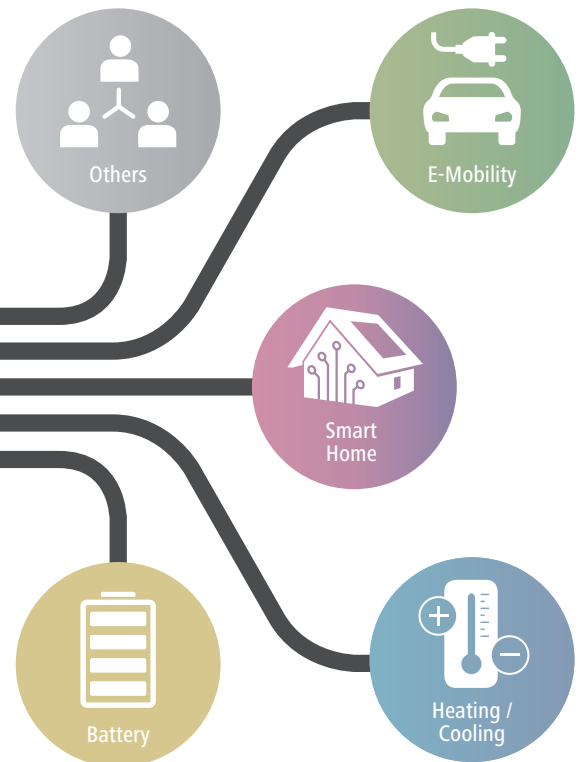 Others
E-Mobility
Smart
Home
Battery
Heating /
Cooling